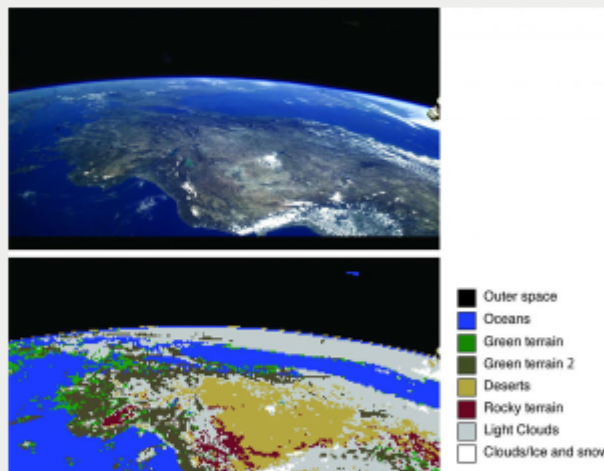 Outer space
Oceans
Green terrain
Green terrain 2
Deserts
Rocky terrain
Light Clouds
Clouds/Ice and snow